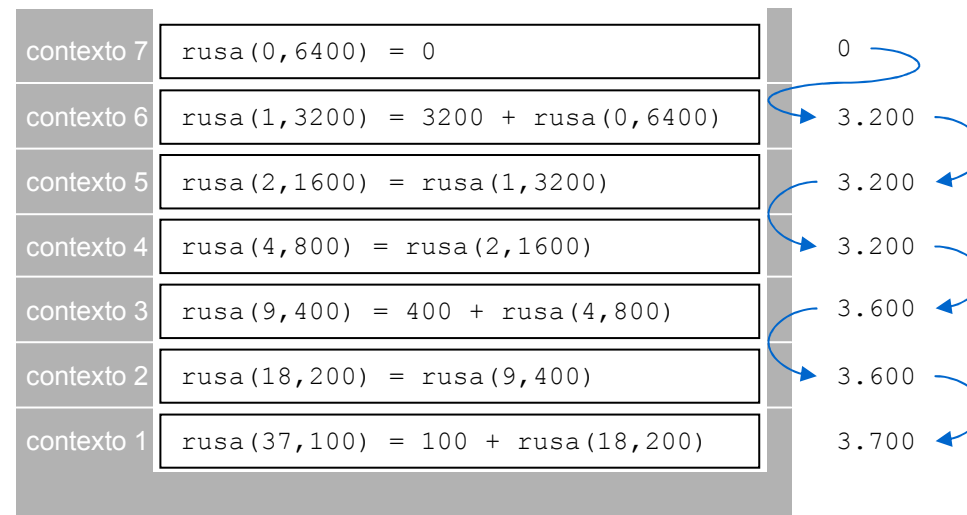 contexto 7 rusa(0,6400) = 0 0
contexto 6 rusa(1,3200) = 3200 + rusa(0,6400) 3.200
contexto 5 rusa(2,1600) = rusa(1,3200) 3.200
contexto 4 rusa(4,800) = rusa(2,1600) 3.200
contexto 3 rusa(9,400) = 400 + rusa(4,800) 3.600
contexto 2 rusa(18,200) = rusa(9,400) 3.600
contexto 1 rusa(37,100) = 100 + rusa(18,200) 3.700